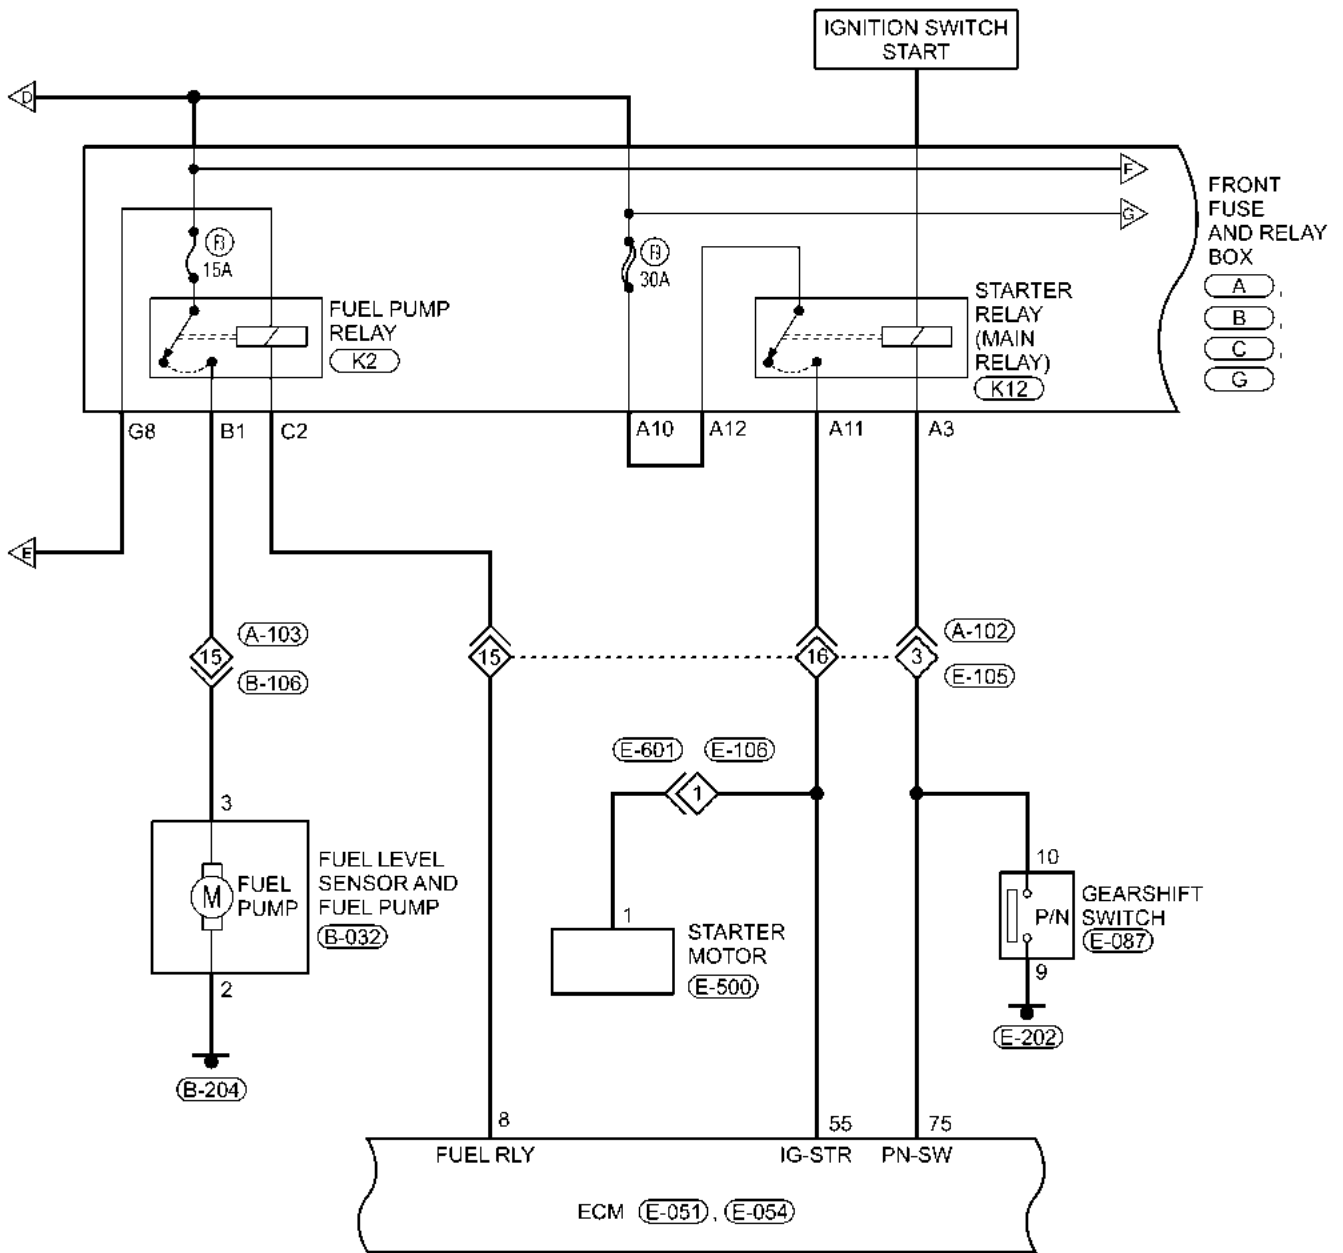 IGNITION SWITCH
START
D
F
G
FRONT
FUSE
AND RELAY
BOX
A,
B,
C,
G
F3
15A
F9
30A
FUEL PUMP
RELAY
K2
STARTER
RELAY
(MAIN
RELAY)
K12
G8
B1
C2
A10
A12
A11
A3
E
15
A-103
B-106
15
16
3
A-102
E-105
E-601
E-106
1
3
FUEL
PUMP
M
FUEL LEVEL
SENSOR AND
FUEL PUMP
B-032
2
B-204
1
STARTER
MOTOR
E-500
10
P/N
GEARSHIFT
SWITCH
E-087
9
E-202
8
55
75
FUEL RLY
IG-STR
PN-SW
ECM E-051, E-054